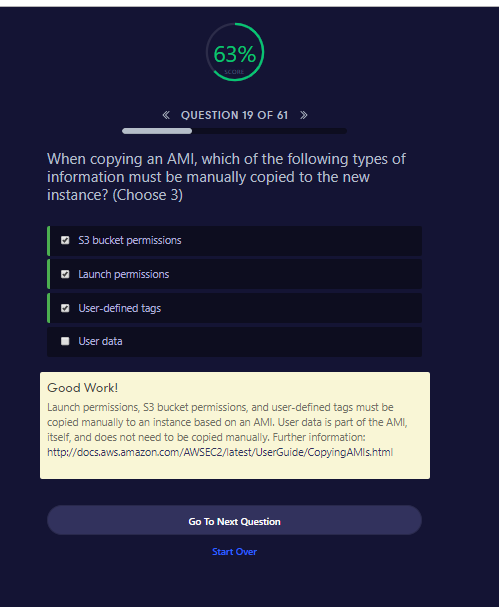 63%
SCORE
« QUESTION 19 OF 61 »
When copying an AMI, which of the following types of
information must be manually copied to the new
instance? (Choose 3)
S3 bucket permissions
Launch permissions
User-defined tags
User data
Good Work!
Launch permissions, S3 bucket permissions, and user-defined tags must be
copied manually to an instance based on an AMI. User data is part of the AMI,
itself, and does not need to be copied manually. Further information:
http://docs.aws.amazon.com/AWSEC2/latest/UserGuide/CopyingAMIs.html
Go To Next Question
Start Over